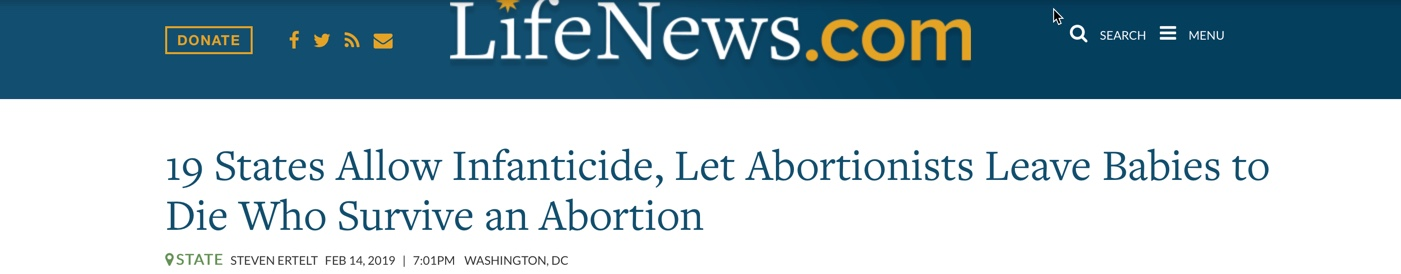 DONATE
LifeNews.com
SEARCH
MENU
19 States Allow Infanticide, Let Abortionists Leave Babies to
Die Who Survive an Abortion
STATE STEVEN ERTELT FEB 14, 2019 | 7:01PM WASHINGTON, DC